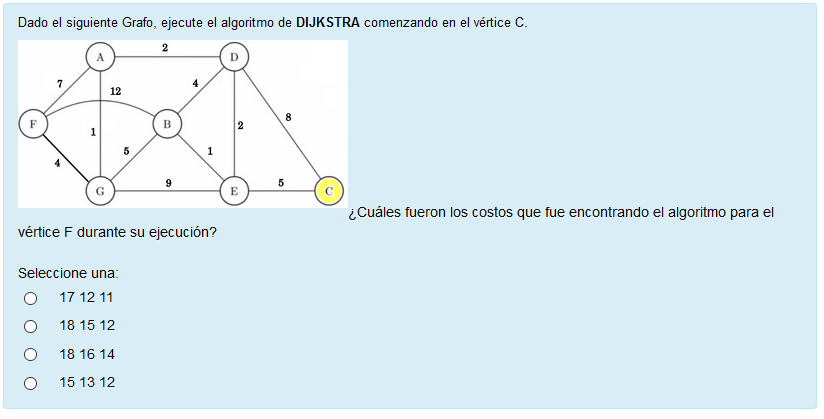 Dado el siguiente Grafo, ejecute el algoritmo de DIJKSTRA comenzando en el vértice C.
2
A
D
7
12
4
F
B
8
1
2
5
1
4
9
5
G
E
C
¿Cuáles fueron los costos que fue encontrando el algoritmo para el
vértice F durante su ejecución?
Seleccione una:
17 12 11
18 15 12
18 16 14
15 13 12